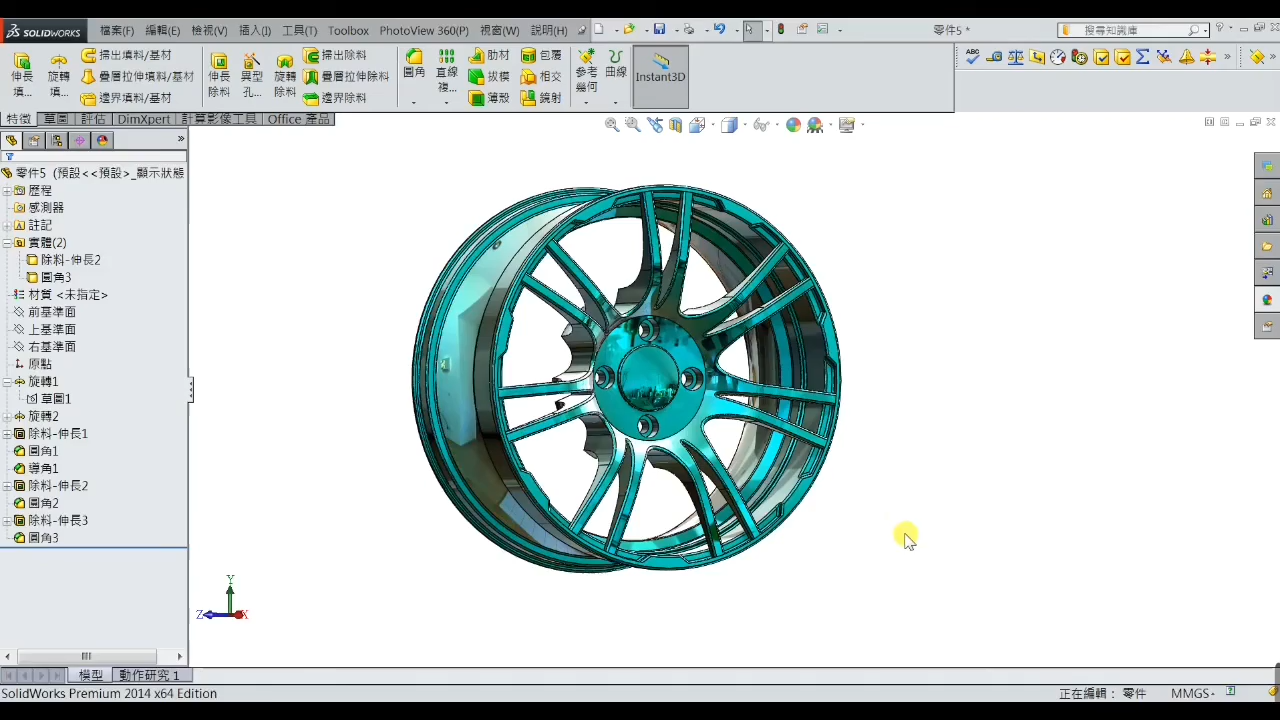 SOLIDWORKS 檔案(F) 編輯(E) 檢視(V) 插入(I) 工具(T) Toolbox PhotoView 360(P) 視窗(W) 說明(H) 零件5 * 搜尋知識庫
伸長填... 旋轉填... 掃出填料/基材 疊層拉伸填料/基材 邊界填料/基材 伸長除料 異型孔... 旋轉除料 掃出除料 疊層拉伸除料 邊界除料 圓角 直線複... 肋材 拔模 薄殼 包覆 相交 鏡射 參考幾何 曲線 Instant3D
特徵 草圖 評估 DimXpert 計算影像工具 Office 產品
零件5 (預設<<預設>_顯示狀態
歷程
感測器
註記
實體(2)
除料-伸長2
圓角3
材質 <未指定>
前基準面
上基準面
右基準面
原點
旋轉1
草圖1
旋轉2
除料-伸長1
圓角1
導角1
除料-伸長2
圓角2
除料-伸長3
圓角3
Y
Z X
模型 動作研究 1
SolidWorks Premium 2014 x64 Edition 正在編輯： 零件 MMGS